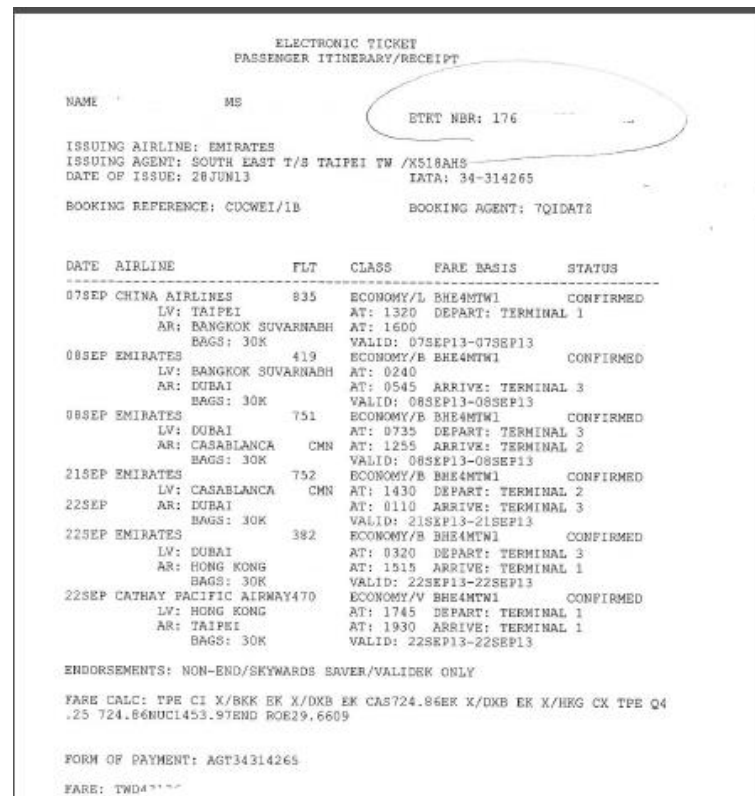 ELECTRONIC TICKET
PASSENGER ITINERARY/RECEIPT
NAME MS
ETKT NBR: 176
ISSUING AIRLINE: EMIRATES
ISSUING AGENT: SOUTH EAST T/S TAIPEI TW /X518AHS
DATE OF ISSUE: 28JUN13 IATA: 34-314265
BOOKING REFERENCE: CUCWEI/1B BOOKING AGENT: 7QIDAT2
DATE AIRLINE FLT CLASS FARE BASIS STATUS
07SEP CHINA AIRLINES 835 ECONOMY/L BHE4MTW1 CONFIRMED
LV: TAIPEI AT: 1320 DEPART: TERMINAL 1
AR: BANGKOK SUVARNABH AT: 1600
BAGS: 30K VALID: 07SEP13-07SEP13
08SEP EMIRATES 419 ECONOMY/B BHE4MTW1 CONFIRMED
LV: BANGKOK SUVARNABH AT: 0240
AR: DUBAI AT: 0545 ARRIVE: TERMINAL 3
BAGS: 30K VALID: 08SEP13-08SEP13
08SEP EMIRATES 751 ECONOMY/B BHE4MTW1 CONFIRMED
LV: DUBAI AT: 0735 DEPART: TERMINAL 3
AR: CASABLANCA CMN AT: 1255 ARRIVE: TERMINAL 2
BAGS: 30K VALID: 08SEP13-08SEP13
21SEP EMIRATES 752 ECONOMY/B BHE4MTW1 CONFIRMED
LV: CASABLANCA CMN AT: 1430 DEPART: TERMINAL 2
22SEP AR: DUBAI AT: 0110 ARRIVE: TERMINAL 3
BAGS: 30K VALID: 21SEP13-21SEP13
22SEP EMIRATES 382 ECONOMY/B BHE4MTW1 CONFIRMED
LV: DUBAI AT: 0320 DEPART: TERMINAL 3
AR: HONG KONG AT: 1515 ARRIVE: TERMINAL 1
BAGS: 30K VALID: 22SEP13-22SEP13
22SEP CATHAY PACIFIC AIRWAY470 ECONOMY/V BHE4MTW1 CONFIRMED
LV: HONG KONG AT: 1745 DEPART: TERMINAL 1
AR: TAIPEI AT: 1930 ARRIVE: TERMINAL 1
BAGS: 30K VALID: 22SEP13-22SEP13
ENDORSEMENTS: NON-END/SKYWARDS SAVER/VALIDEK ONLY
FARE CALC: TPE CI X/BKK EK X/DXB EK CAS724.86EK X/DXB EK X/HKG CX TPE Q4
.25 724.86NUC1453.97END ROE29.6609
FORM OF PAYMENT: AGT34314265
FARE: